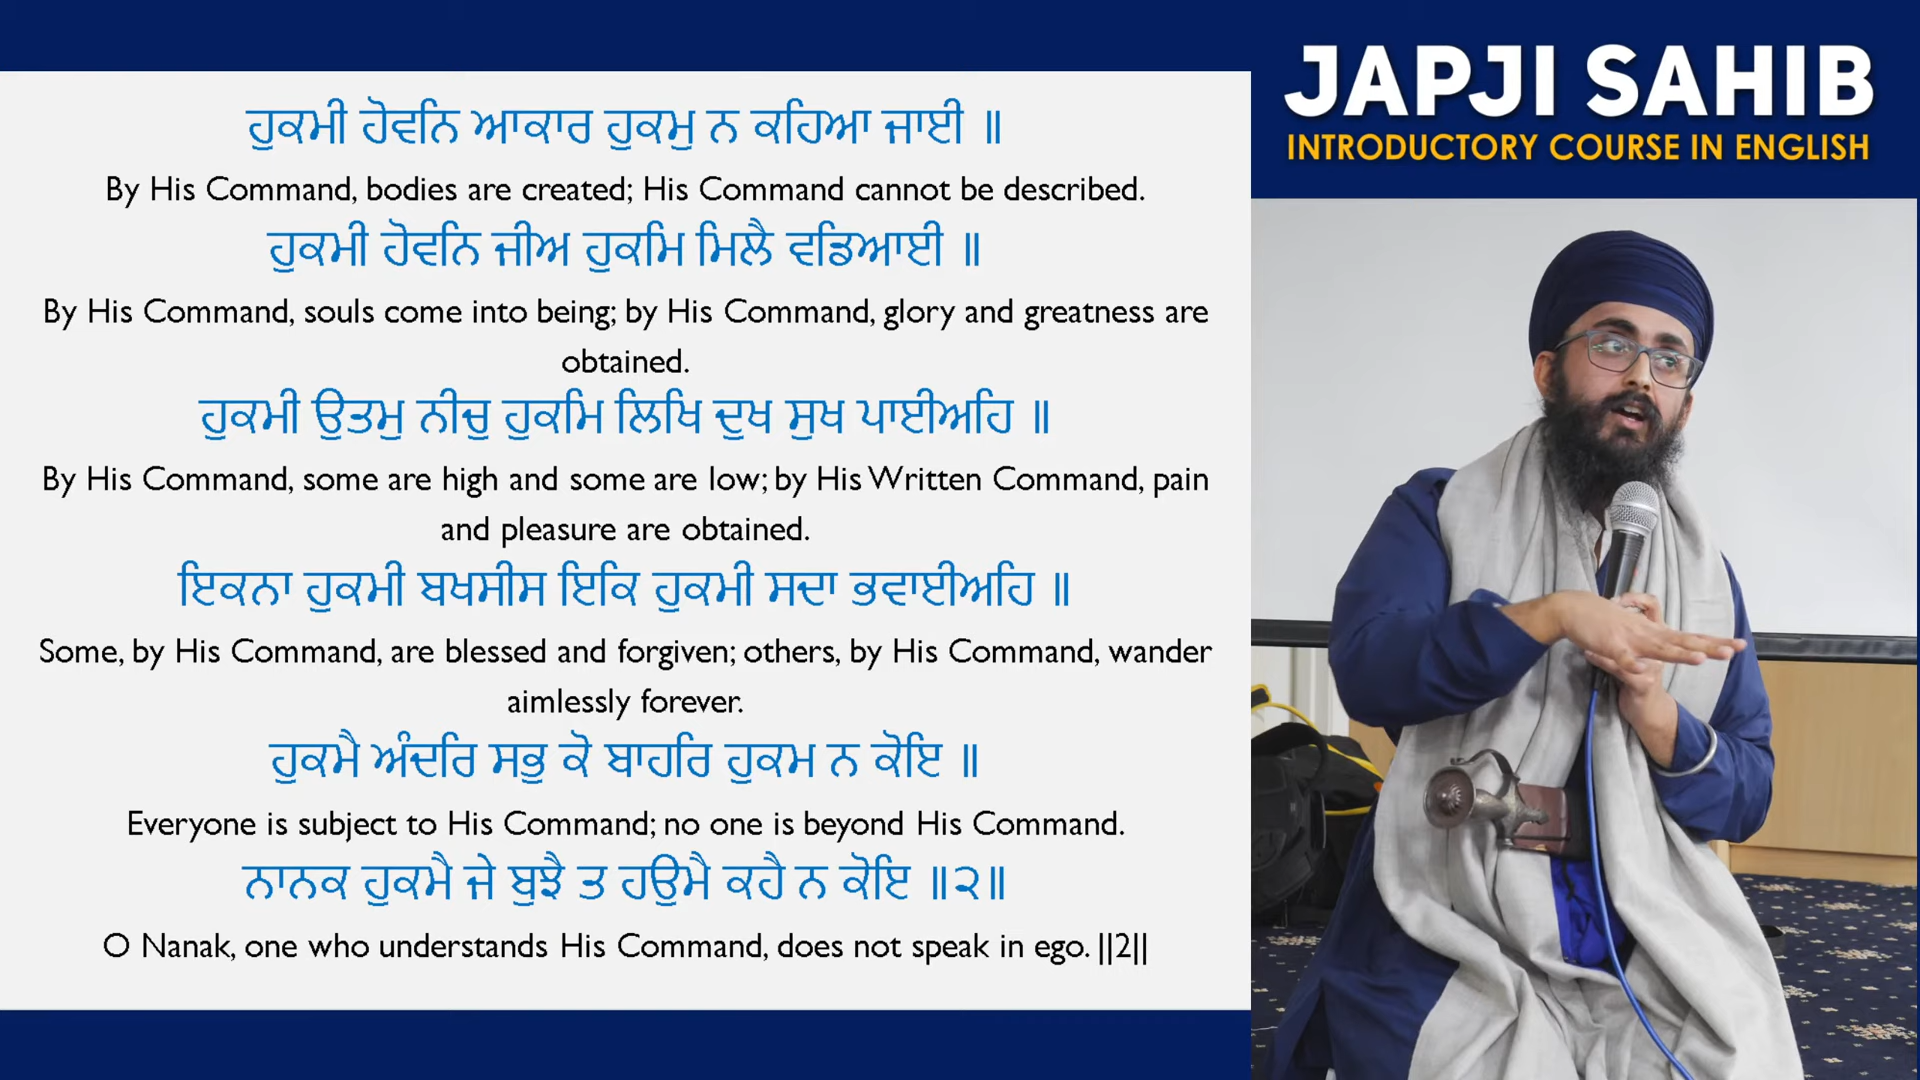 JAPJI SAHIB
INTRODUCTORY COURSE IN ENGLISH
ਹੁਕਮੀ ਹੋਵਨਿ ਆਕਾਰ ਹੁਕਮੁ ਨ ਕਹਿਆ ਜਾਈ ॥
By His Command, bodies are created; His Command cannot be described.
ਹੁਕਮੀ ਹੋਵਨਿ ਜੀਅ ਹੁਕਮਿ ਮਿਲੈ ਵਡਿਆਈ ॥
By His Command, souls come into being; by His Command, glory and greatness are
obtained.
ਹੁਕਮੀ ਉਤਮੁ ਨੀਚੁ ਹੁਕਮਿ ਲਿਖਿ ਦੁਖ ਸੁਖ ਪਾਈਅਹਿ ॥
By His Command, some are high and some are low; by His Written Command, pain
and pleasure are obtained.
ਇਕਨਾ ਹੁਕਮੀ ਬਖਸੀਸ ਇਕਿ ਹੁਕਮੀ ਸਦਾ ਭਵਾਈਅਹਿ ॥
Some, by His Command, are blessed and forgiven; others, by His Command, wander
aimlessly forever.
ਹੁਕਮੈ ਅੰਦਰਿ ਸਭੁ ਕੋ ਬਾਹਰਿ ਹੁਕਮ ਨ ਕੋਇ ॥
Everyone is subject to His Command; no one is beyond His Command.
ਨਾਨਕ ਹੁਕਮੈ ਜੇ ਬੁਝੈ ਤ ਹਉਮੈ ਕਹੈ ਨ ਕੋਇ ॥੨॥
O Nanak, one who understands His Command, does not speak in ego. ||2||